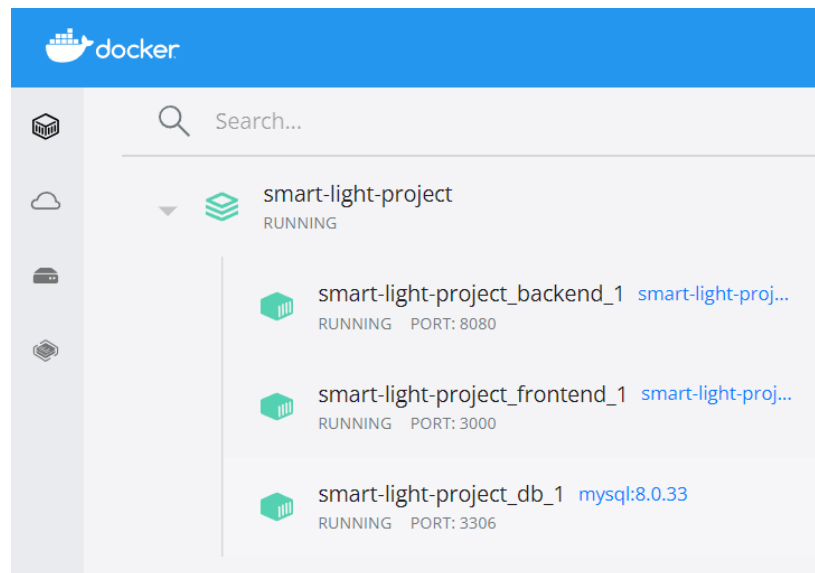 docker
Search...
smart-light-project
RUNNING
smart-light-project_backend_1 smart-light-proj...
RUNNING PORT: 8080
smart-light-project_frontend_1 smart-light-proj...
RUNNING PORT: 3000
smart-light-project_db_1 mysql:8.0.33
RUNNING PORT: 3306